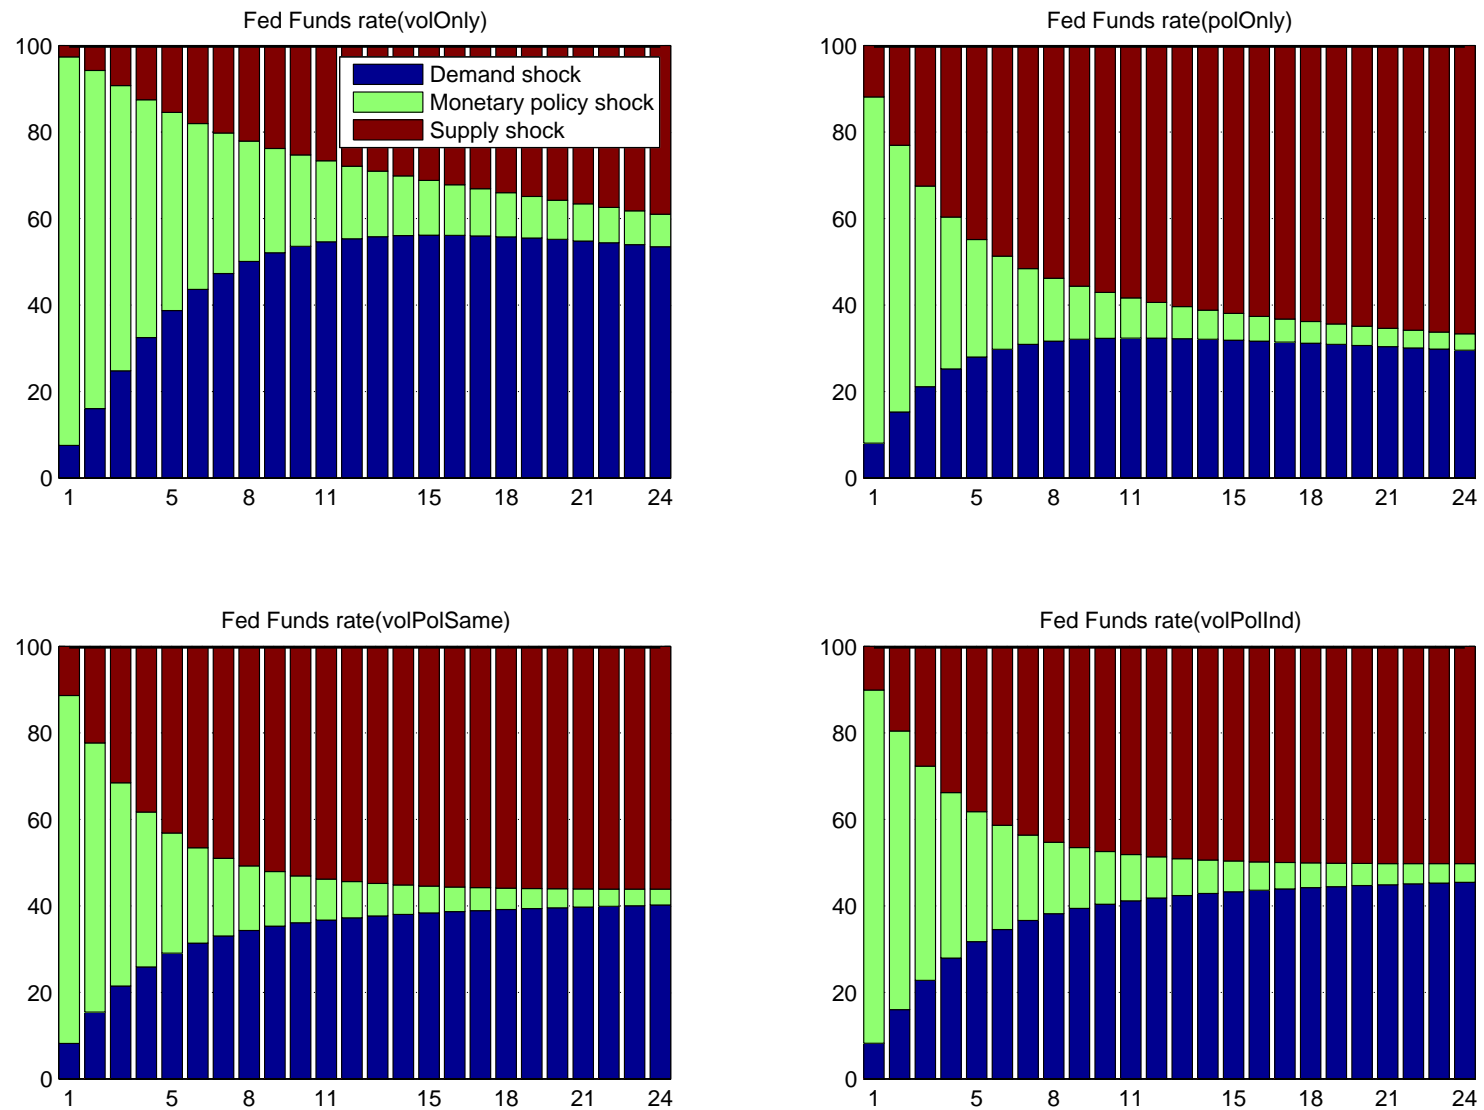 Fed Funds rate(volOnly)
100
80
60
40
20
0
1 5 8 11 15 18 21 24
Demand shock
Monetary policy shock
Supply shock
Fed Funds rate(polOnly)
100
80
60
40
20
0
1 5 8 11 15 18 21 24
Fed Funds rate(volPolSame)
100
80
60
40
20
0
1 5 8 11 15 18 21 24
Fed Funds rate(volPolInd)
100
80
60
40
20
0
1 5 8 11 15 18 21 24